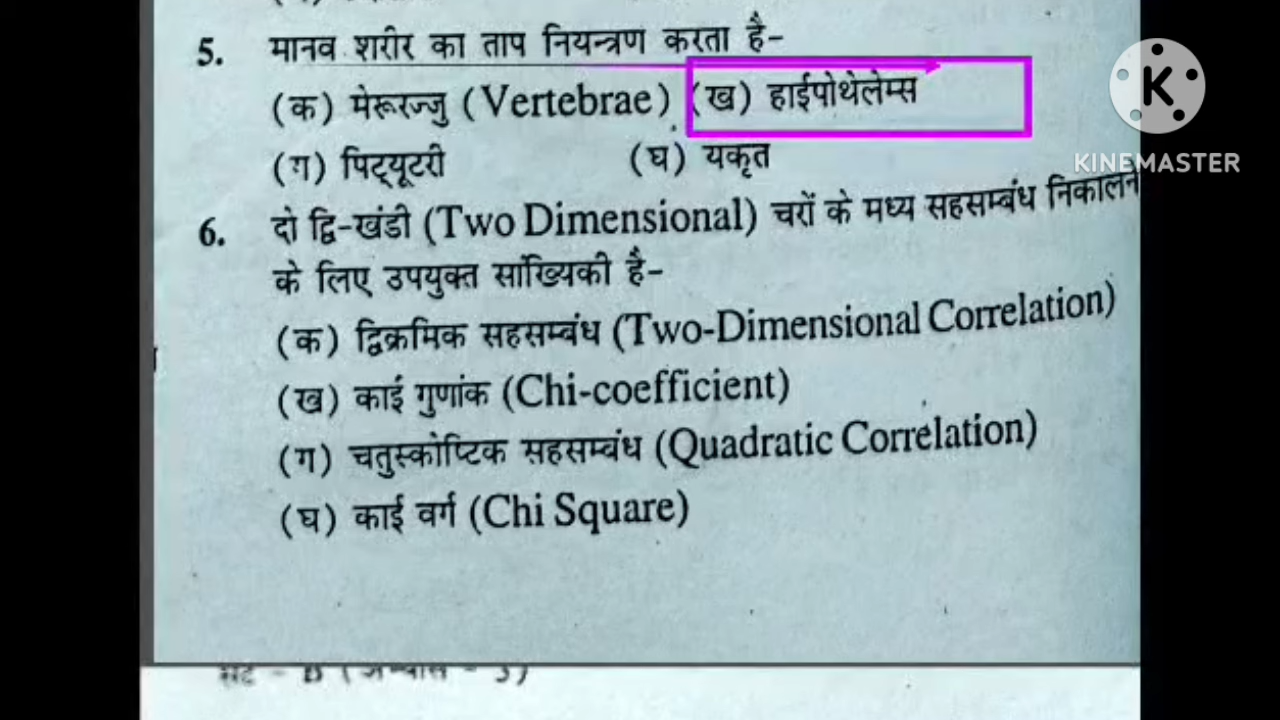 5. मानव शरीर का ताप नियन्त्रण करता है-
(क) मेरूरज्जु (Vertebrae) (ख) हाईपोथेलेम्स
(ग) पिट्यूटरी (घ) यकृत
6. दो द्वि-खंडी (Two Dimensional) चरों के मध्य सहसम्बंध निकालने
के लिए उपयुक्त सांख्यिकी है-
(क) द्विक्रमिक सहसम्बंध (Two-Dimensional Correlation)
(ख) काई गुणांक (Chi-coefficient)
(ग) चतुस्कोष्टिक सहसम्बंध (Quadratic Correlation)
(घ) काई वर्ग (Chi Square)
K
KINEMASTER